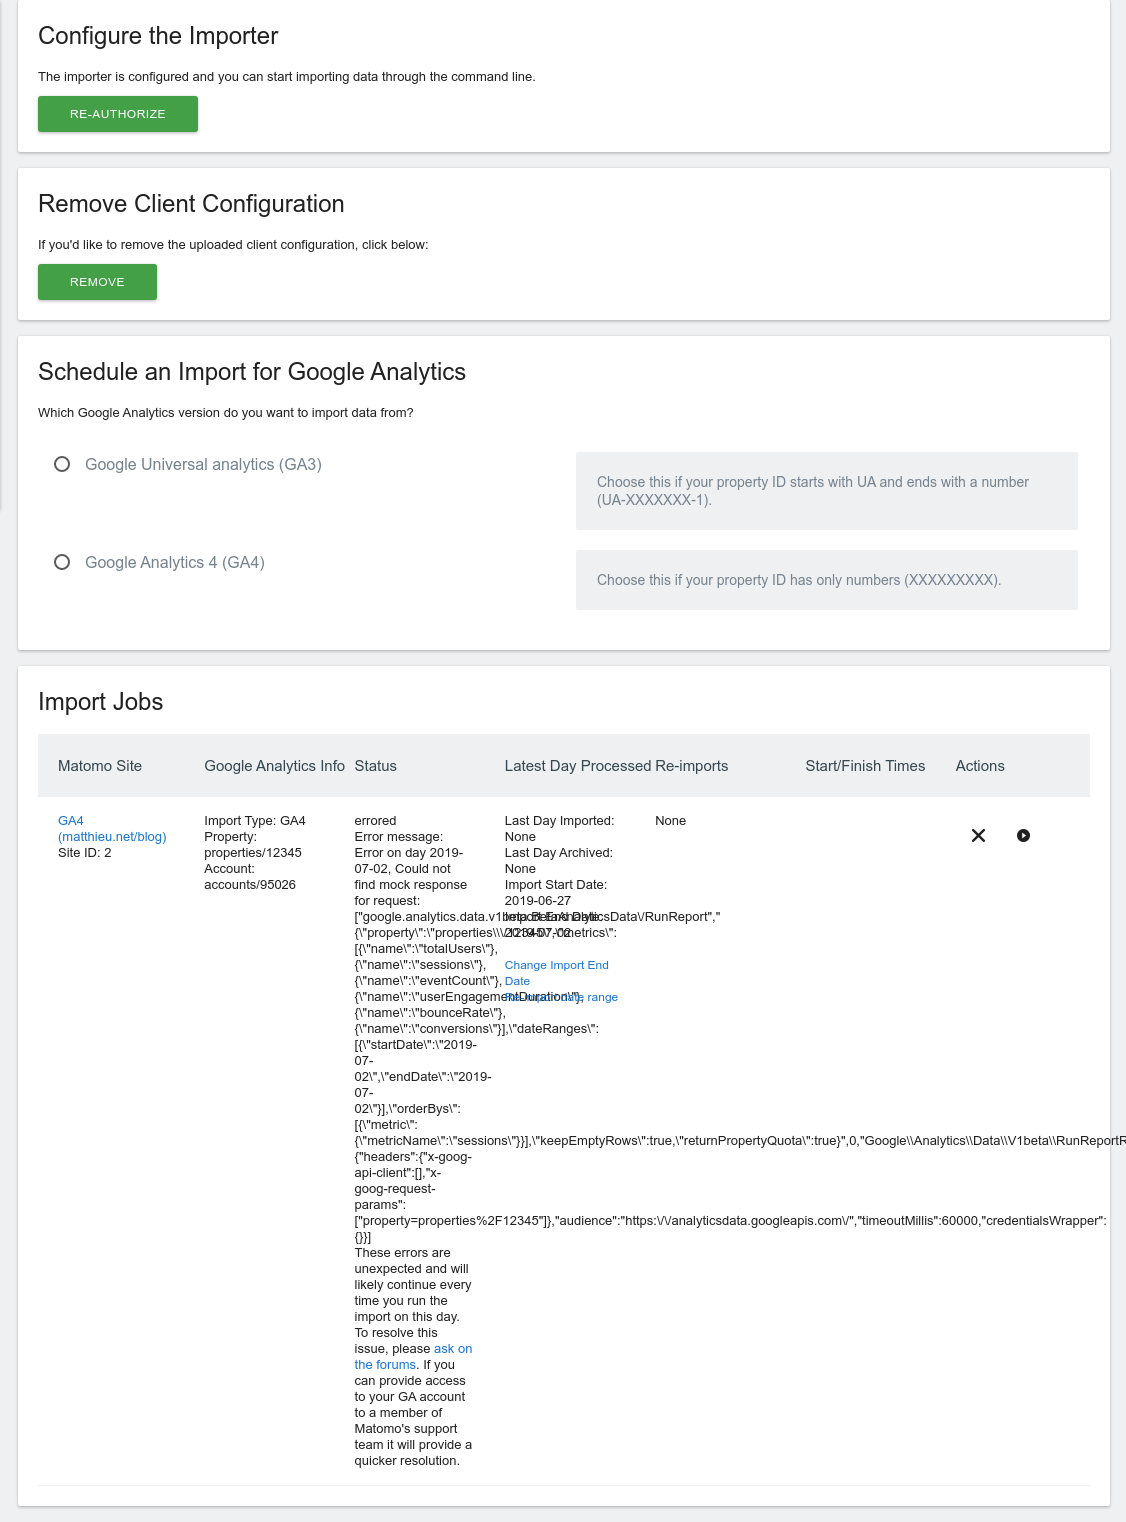 Configure the Importer
The importer is configured and you can start importing data through the command line.
RE-AUTHORIZE
Remove Client Configuration
If you'd like to remove the uploaded client configuration, click below:
REMOVE
Schedule an Import for Google Analytics
Which Google Analytics version do you want to import data from?
Google Universal analytics (GA3)
Choose this if your property ID starts with UA and ends with a number
(UA-XXXXXXX-1).
Google Analytics 4 (GA4)
Choose this if your property ID has only numbers (XXXXXXXXX).
Import Jobs
Matomo Site
Google Analytics Info
Status
Latest Day Processed
Re-imports
Start/Finish Times
Actions
GA4
(matthieu.net/blog)
Site ID: 2
Import Type: GA4
Property:
properties/12345
Account:
accounts/95026
errored
Error message:
Error on day 2019-
07-02, Could not
find mock response
for request:
["google.analytics.data.v1beta.BetaAnalyticsData\/RunReport","
{\"property\":\"properties\\\/12345\",\"metrics\":
[{\"name\":\"totalUsers\"},
{\"name\":\"sessions\"},
{\"name\":\"eventCount\"},
{\"name\":\"userEngagementDuration\"},
{\"name\":\"bounceRate\"},
{\"name\":\"conversions\"}],\"dateRanges\":
[{\"startDate\":\"2019-
07-
02\",\"endDate\":\"2019-
07-
02\"}],\"orderBys\":
[{\"metric\":
{\"metricName\":\"sessions\"}}],\"keepEmptyRows\":true,\"returnPropertyQuota\":true}",0,"Google\\Analytics\\Data\\V1beta\\RunReportR
{"headers":{"x-goog-
api-client":[],"x-
goog-request-
params":
["property=properties%2F12345"]},"audience":"https:\/\/analyticsdata.googleapis.com\/","timeoutMillis":60000,"credentialsWrapper":
{}}]
These errors are
unexpected and will
likely continue every
time you run the
import on this day.
To resolve this
issue, please ask on
the forums. If you
can provide access
to your GA account
to a member of
Matomo's support
team it will provide a
quicker resolution.
Last Day Imported:
None
Last Day Archived:
None
Import Start Date:
2019-06-27
Import End Date:
2019-07-02
Change Import End
Date
Re-import date range
None